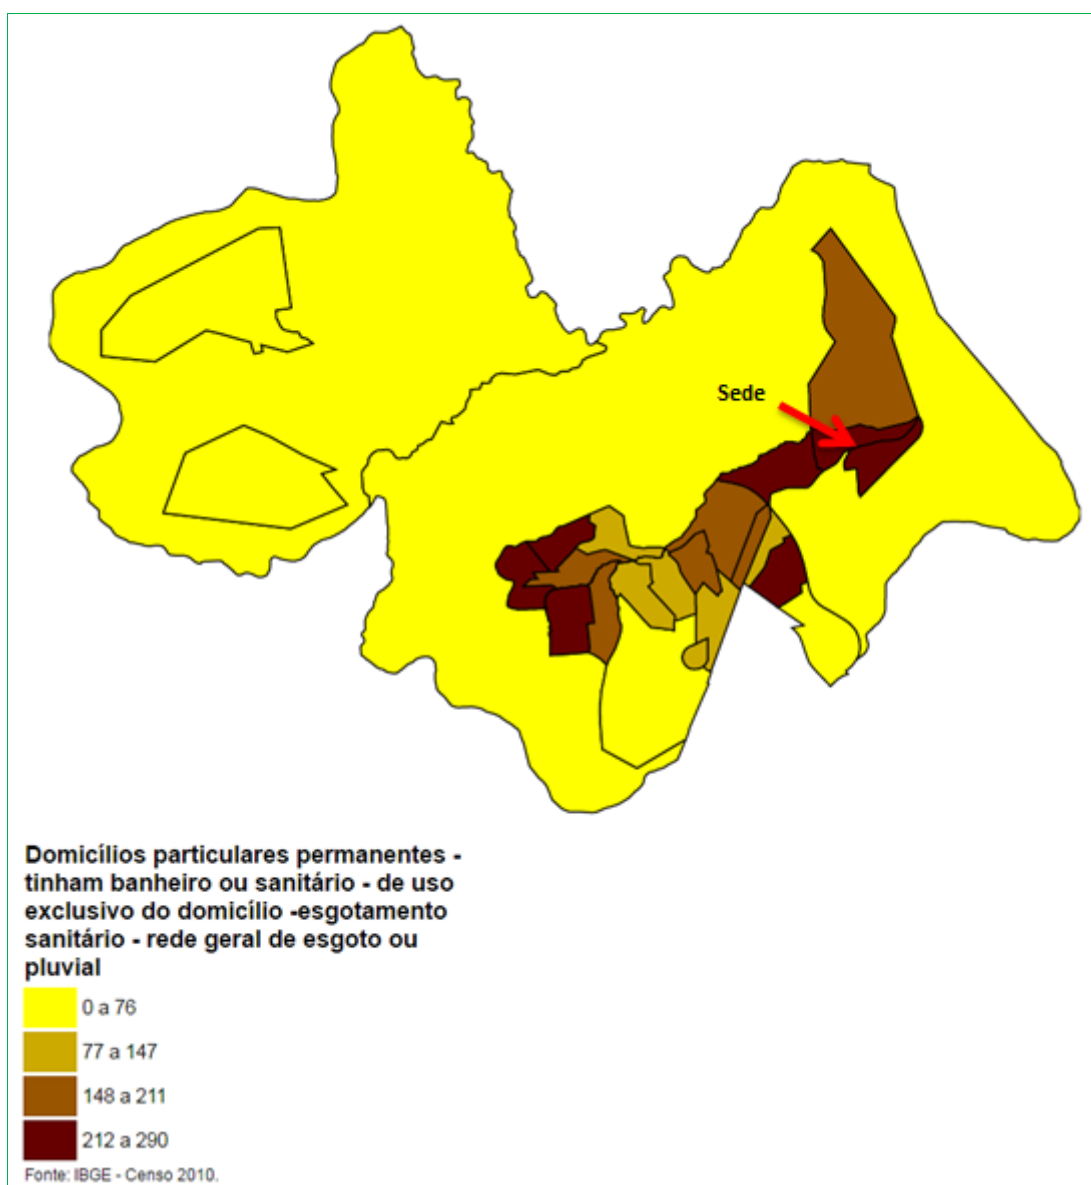 Sede
Domicílios particulares permanentes -
tinham banheiro ou sanitário - de uso
exclusivo do domicílio -esgotamento
sanitário - rede geral de esgoto ou
pluvial
0 a 76
77 a 147
148 a 211
212 a 290
Fonte: IBGE - Censo 2010.